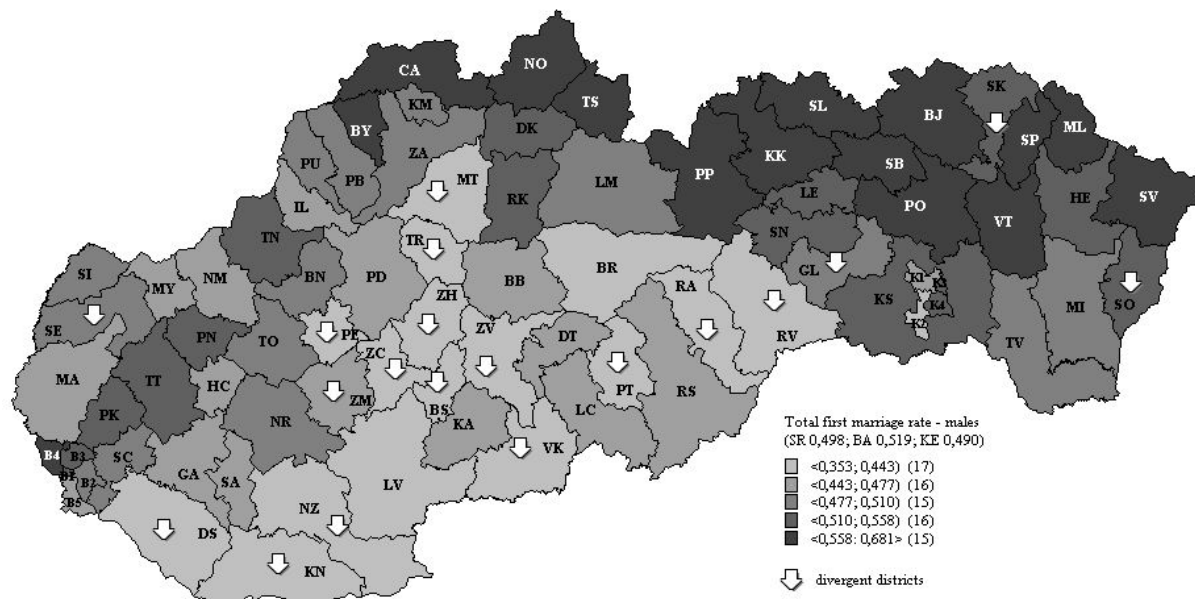 NO
CA
TS
KM
SK
SL
BJ
ML
BY
DK
SP
PU
ZA
KK
SB
PB
MT
LM
PP
LE
HE
SV
RK
PO
VT
IL
TN
TR
SN
SI
NM
BN
PD
BB
BR
GL
MY
RA
K1
K3
KS
K4
SO
MI
ZH
K2
SE
PN
TO
PE
ZV
DT
RV
TV
ZC
MA
TT
HC
ZM
BS
PT
RS
PK
NR
KA
LC
VK
B4
B3
SC
B2
GA
SA
LV
B5
NZ
DS
KN
Total first marriage rate - males
(SR 0,498; BA 0,519; KE 0,490)
<0,353; 0,443) (17)
<0,443; 0,477) (16)
<0,477; 0,510) (15)
<0,510; 0,558) (16)
<0,558: 0,681> (15)
divergent districts